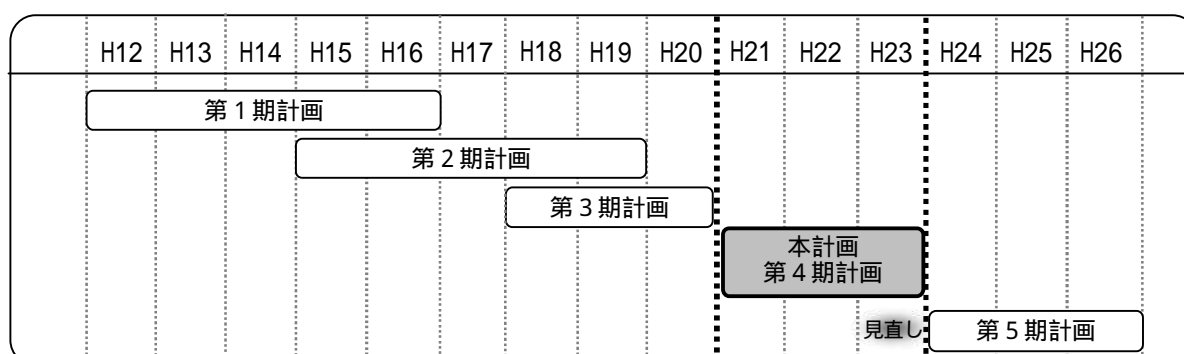 H12 H13 H14 H15 H16 H17 H18 H19 H20 H21 H22 H23 H24 H25 H26
第１期計画
第２期計画
第３期計画
本計画
第４期計画
見直し
第５期計画